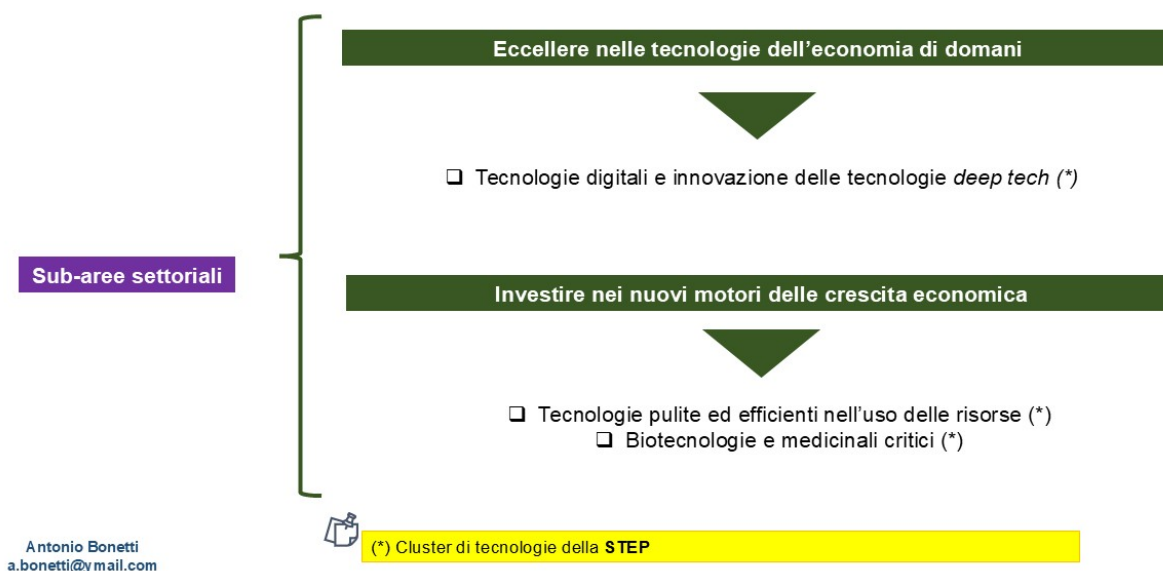 Eccellere nelle tecnologie dell'economia di domani
❑ Tecnologie digitali e innovazione delle tecnologie deep tech (*)
Sub-aree settoriali
Investire nei nuovi motori delle crescita economica
❑ Tecnologie pulite ed efficienti nell'uso delle risorse (*)
❑ Biotecnologie e medicinali critici (*)
(*) Cluster di tecnologie della STEP
Antonio Bonetti
a.bonetti@ymail.com